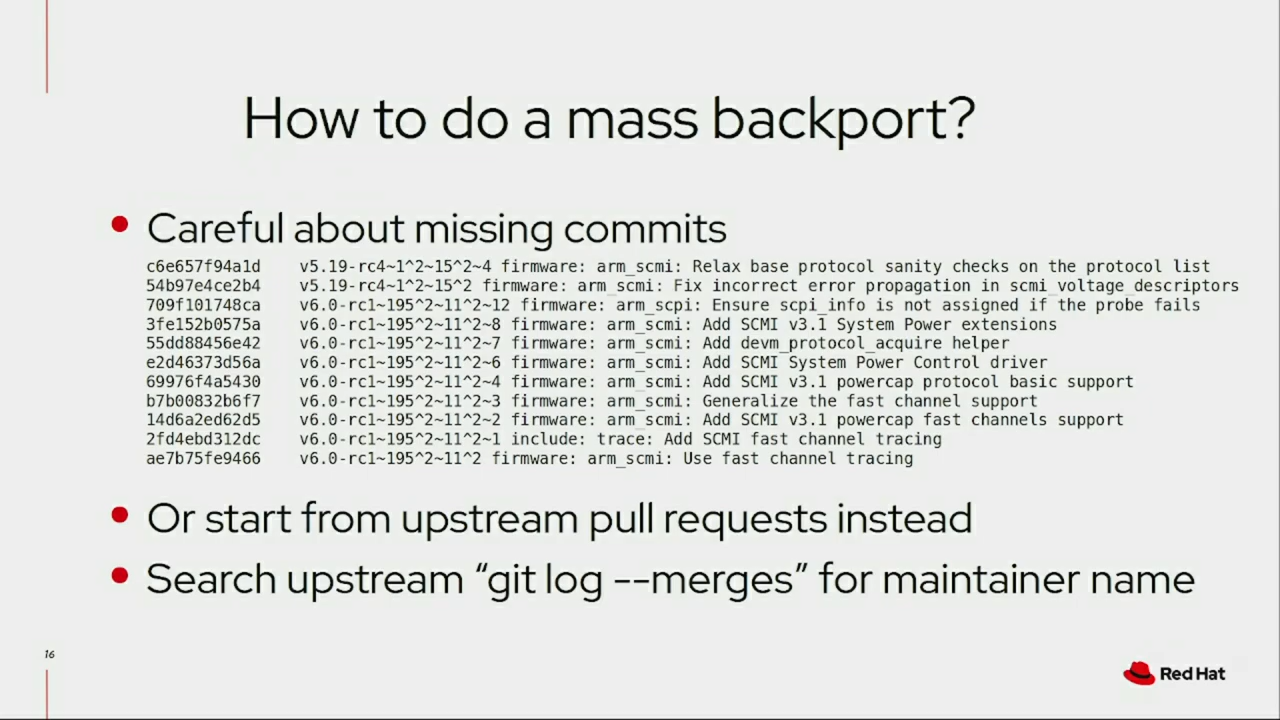 How to do a mass backport?
• Careful about missing commits
c6e657f94a1d v5.19-rc4~1^2~15^2~4 firmware: arm_scmi: Relax base protocol sanity checks on the protocol list
54b97e4ce2b4 v5.19-rc4~1^2~15^2 firmware: arm_scmi: Fix incorrect error propagation in scmi_voltage_descriptors
709f101748ca v6.0-rc1~195^2~11^2~12 firmware: arm_scpi: Ensure scpi_info is not assigned if the probe fails
3fe152b0575a v6.0-rc1~195^2~11^2~8 firmware: arm_scmi: Add SCMI v3.1 System Power extensions
55dd88456e42 v6.0-rc1~195^2~11^2~7 firmware: arm_scmi: Add devm_protocol_acquire helper
e2d46373d56a v6.0-rc1~195^2~11^2~6 firmware: arm_scmi: Add SCMI System Power Control driver
69976f4a5430 v6.0-rc1~195^2~11^2~4 firmware: arm_scmi: Add SCMI v3.1 powercap protocol basic support
b7b00832b6f7 v6.0-rc1~195^2~11^2~3 firmware: arm_scmi: Generalize the fast channel support
14d6a2ed62d5 v6.0-rc1~195^2~11^2~2 firmware: arm_scmi: Add SCMI v3.1 powercap fast channels support
2fd4ebd312dc v6.0-rc1~195^2~11^2~1 include: trace: Add SCMI fast channel tracing
ae7b75fe9466 v6.0-rc1~195^2~11^2 firmware: arm_scmi: Use fast channel tracing
• Or start from upstream pull requests instead
• Search upstream “git log --merges” for maintainer name
16
Red Hat